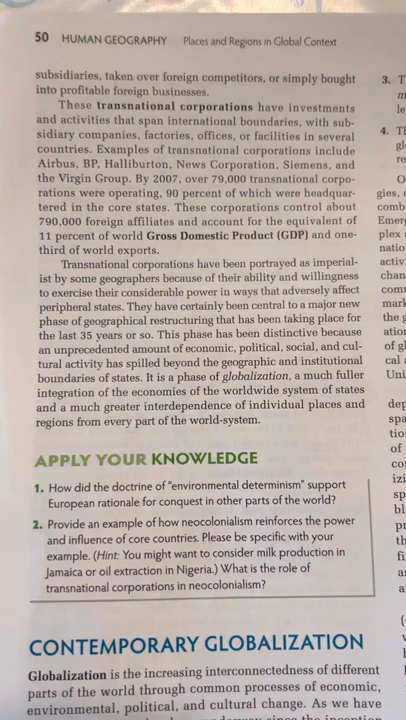 50 HUMAN GEOGRAPHY Places and Regions in Global Context
subsidiaries, taken over foreign competitors, or simply bought
into profitable foreign businesses.
These transnational corporations have investments
and activities that span international boundaries, with sub-
sidiary companies, factories, offices, or facilities in several
countries. Examples of transnational corporations include
Airbus, BP, Halliburton, News Corporation, Siemens, and
the Virgin Group. By 2007, over 79,000 transnational corpo-
rations were operating, 90 percent of which were headquar-
tered in the core states. These corporations control about
790,000 foreign affiliates and account for the equivalent of
11 percent of world Gross Domestic Product (GDP) and one-
third of world exports.
Transnational corporations have been portrayed as imperial-
ist by some geographers because of their ability and willingness
to exercise their considerable power in ways that adversely affect
peripheral states. They have certainly been central to a major new
phase of geographical restructuring that has been taking place for
the last 35 years or so. This phase has been distinctive because
an unprecedented amount of economic, political, social, and cul-
tural activity has spilled beyond the geographic and institutional
boundaries of states. It is a phase of globalization, a much fuller
integration of the economies of the worldwide system of states
and a much greater interdependence of individual places and
regions from every part of the world-system.
APPLY YOUR KNOWLEDGE
1. How did the doctrine of "environmental determinism" support
European rationale for conquest in other parts of the world?
2. Provide an example of how neocolonialism reinforces the power
and influence of core countries. Please be specific with your
example. (Hint: You might want to consider milk production in
Jamaica or oil extraction in Nigeria.) What is the role of
transnational corporations in neocolonialism?
CONTEMPORARY GLOBALIZATION
Globalization is the increasing interconnectedness of different
parts of the world through common processes of economic,
environmental, political, and cultural change. As we have
3.
4.